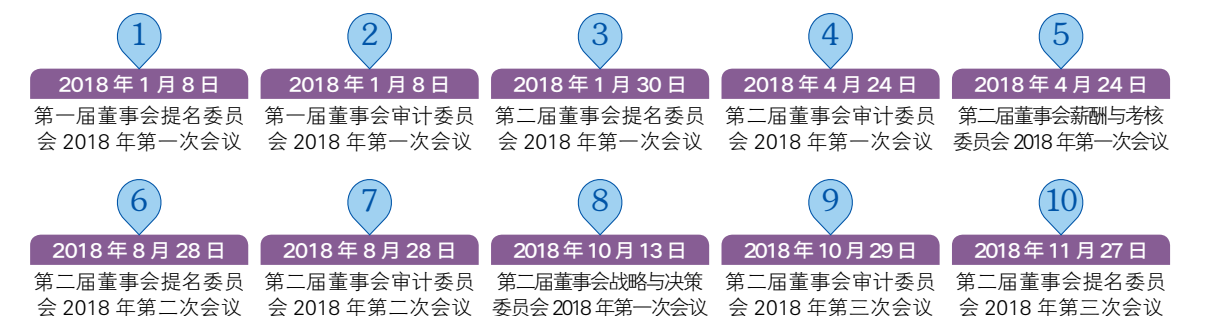 1
2018年1月8日
第一届董事会提名委员
会 2018 年第一次会议
2
2018年1月8日
第一届董事会审计委员
会 2018 年第一次会议
3
2018年1月30日
第二届董事会提名委员
会 2018 年第一次会议
4
2018年4月24日
第二届董事会审计委员
会 2018 年第一次会议
5
2018年4月24日
第二届董事会薪酬与考核
委员会 2018 年第一次会议
6
2018年8月28日
第二届董事会提名委员
会 2018 年第二次会议
7
2018年8月28日
第二届董事会审计委员
会 2018 年第二次会议
8
2018年10月13日
第二届董事会战略与决策
委员会 2018 年第一次会议
9
2018年10月29日
第二届董事会审计委员
会 2018 年第三次会议
10
2018年11月27日
第二届董事会提名委员
会 2018 年第三次会议